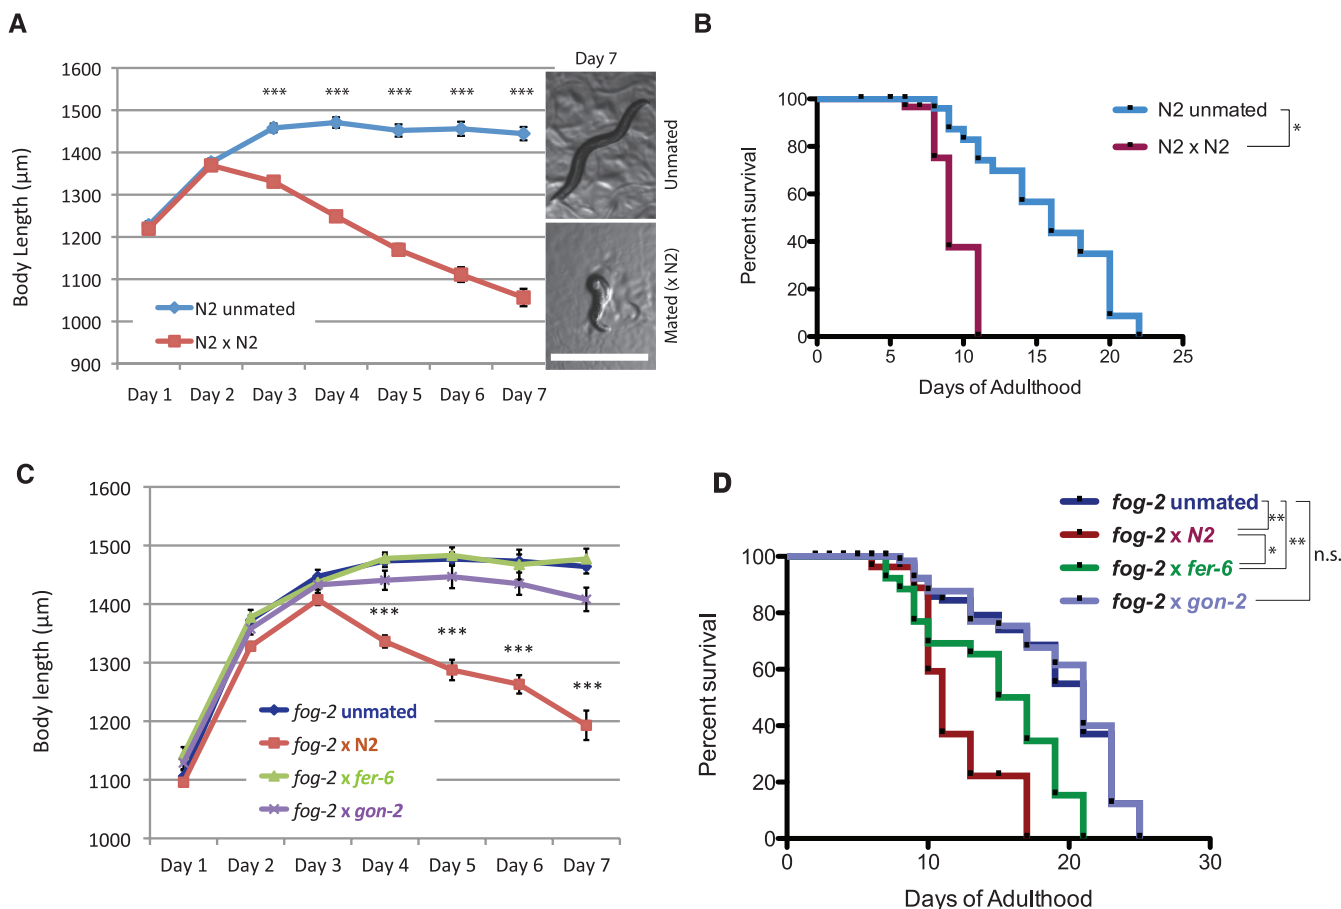 A
Body Length (µm)
1600
1500
1400
1300
1200
1100
1000
900
*** *** *** *** ***
N2 unmated
N2 x N2
Day 1 Day 2 Day 3 Day 4 Day 5 Day 6 Day 7
Day 7
Unmated
Mated (x N2)
B
Percent survival
100
80
60
40
20
0
0 5 10 15 20 25
Days of Adulthood
N2 unmated
N2 x N2
*
C
Body length (µm)
1600
1500
1400
1300
1200
1100
1000
***
***
***
***
fog-2 unmated
fog-2 x N2
fog-2 x fer-6
fog-2 x gon-2
Day 1 Day 2 Day 3 Day 4 Day 5 Day 6 Day 7
D
Percent survival
100
80
60
40
20
0
0 10 20 30
Days of Adulthood
fog-2 unmated
fog-2 x N2
fog-2 x fer-6
fog-2 x gon-2
**
*
**
n.s.